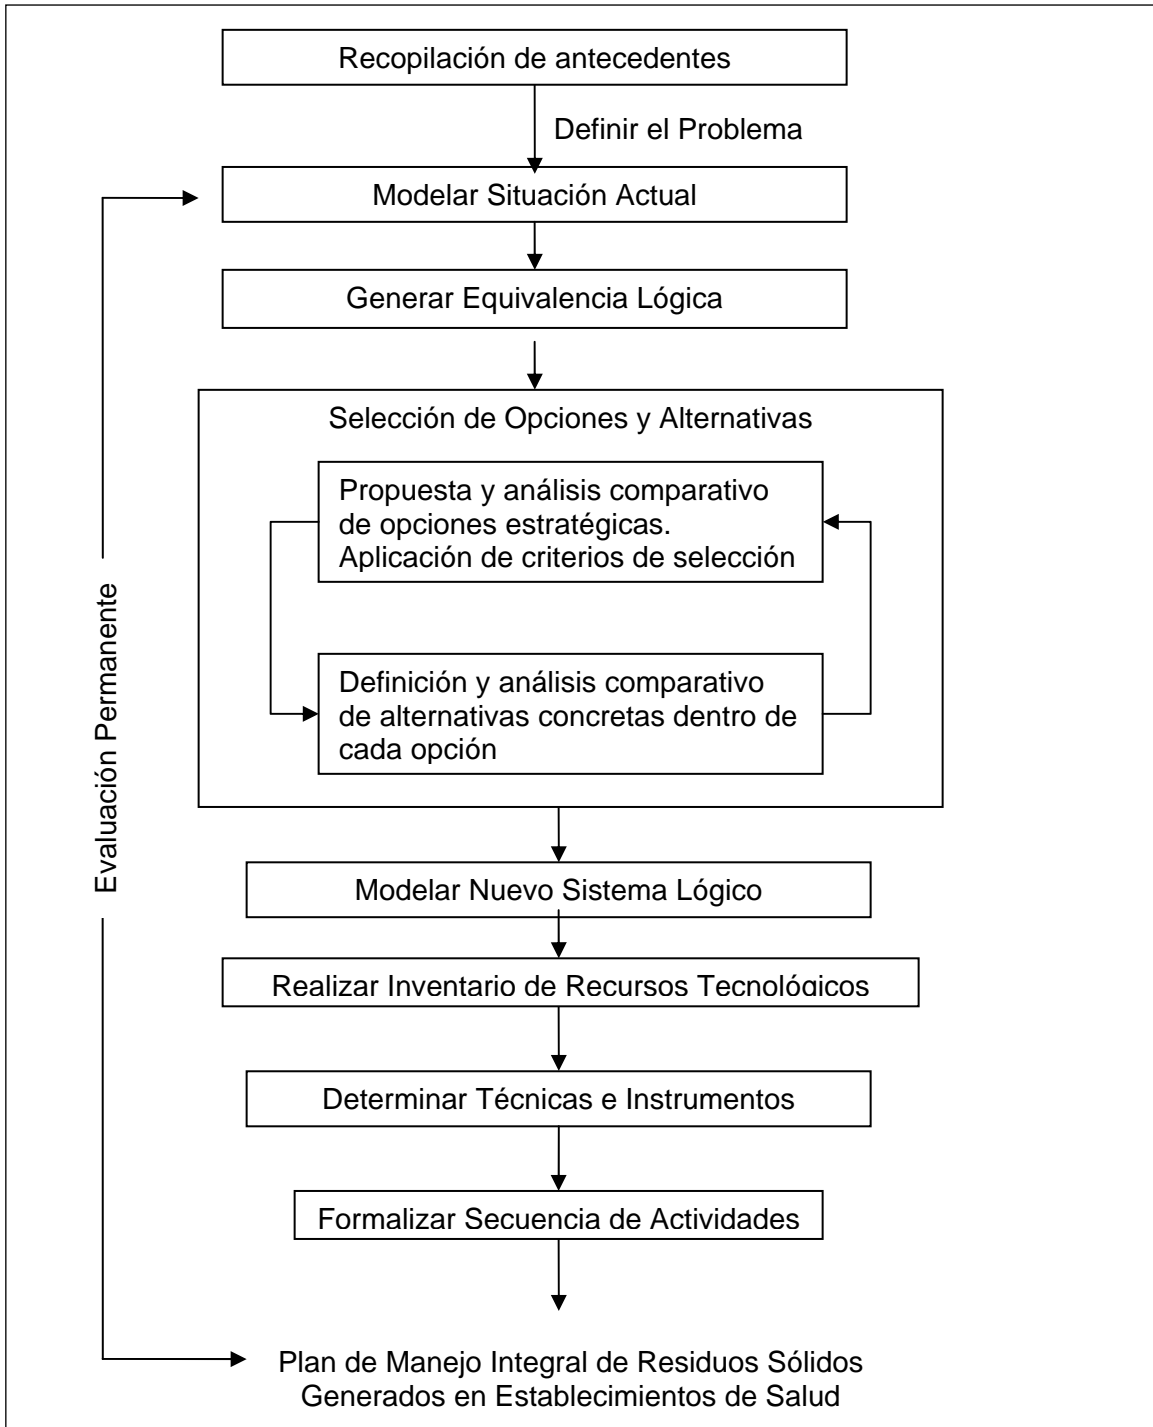 Recopilación de antecedentes
Definir el Problema
Modelar Situación Actual
Generar Equivalencia Lógica
Selección de Opciones y Alternativas
Propuesta y análisis comparativo
de opciones estratégicas.
Aplicación de criterios de selección
Definición y análisis comparativo
de alternativas concretas dentro de
cada opción
Evaluación Permanente
Modelar Nuevo Sistema Lógico
Realizar Inventario de Recursos Tecnológicos
Determinar Técnicas e Instrumentos
Formalizar Secuencia de Actividades
Plan de Manejo Integral de Residuos Sólidos
Generados en Establecimientos de Salud